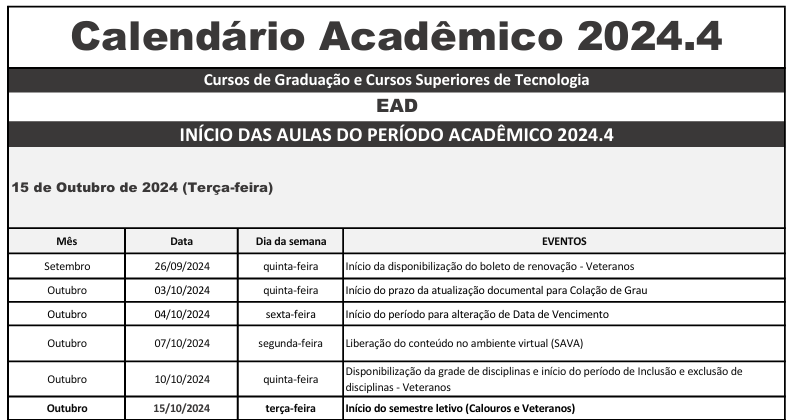 Calendário Acadêmico 2024.4
Cursos de Graduação e Cursos Superiores de Tecnologia
EAD
INÍCIO DAS AULAS DO PERÍODO ACADÊMICO 2024.4
15 de Outubro de 2024 (Terça-feira)
Mês Data Dia da semana EVENTOS
Setembro 26/09/2024 quinta-feira Início da disponibilização do boleto de renovação - Veteranos
Outubro 03/10/2024 quinta-feira Início do prazo da atualização documental para Colação de Grau
Outubro 04/10/2024 sexta-feira Início do período para alteração de Data de Vencimento
Outubro 07/10/2024 segunda-feira Liberação do conteúdo no ambiente virtual (SAVA)
Outubro 10/10/2024 quinta-feira Disponibilização da grade de disciplinas e início do período de Inclusão e exclusão de
disciplinas - Veteranos
Outubro 15/10/2024 terça-feira Início do semestre letivo (Calouros e Veteranos)